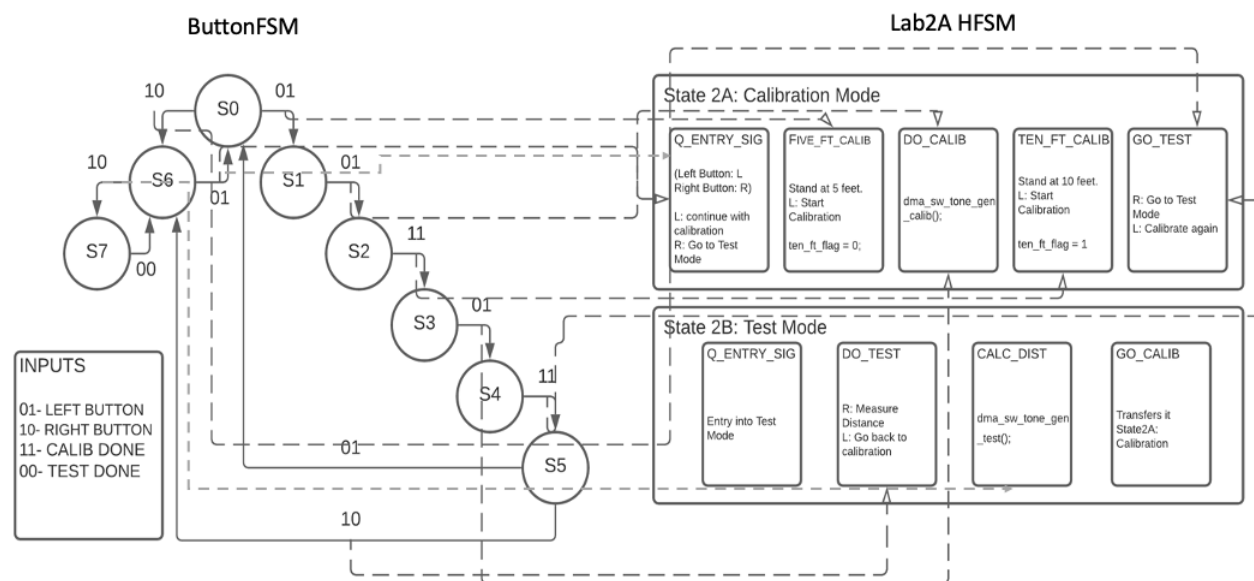 ButtonFSM
Lab2A HFSM
10
S0
01
10
S6
01
S1
01
S7
00
S2
11
S3
01
S4
11
S5
01
10
INPUTS
01- LEFT BUTTON
10- RIGHT BUTTON
11- CALIB DONE
00- TEST DONE
State 2A: Calibration Mode
Q_ENTRY_SIG
(Left Button: L
Right Button: R)
L: continue with
calibration
R: Go to Test
Mode
FIVE_FT_CALIB
Stand at 5 feet.
L: Start
Calibration
ten_ft_flag = 0;
DO_CALIB
dma_sw_tone_gen
_calib();
TEN_FT_CALIB
Stand at 10 feet.
L: Start
Calibration
ten_ft_flag = 1
GO_TEST
R: Go to Test
Mode
L: Calibrate again
State 2B: Test Mode
Q_ENTRY_SIG
Entry into Test
Mode
DO_TEST
R: Measure
Distance
L: Go back to
calibration
CALC_DIST
dma_sw_tone_gen
_test();
GO_CALIB
Transfers it
State2A:
Calibration